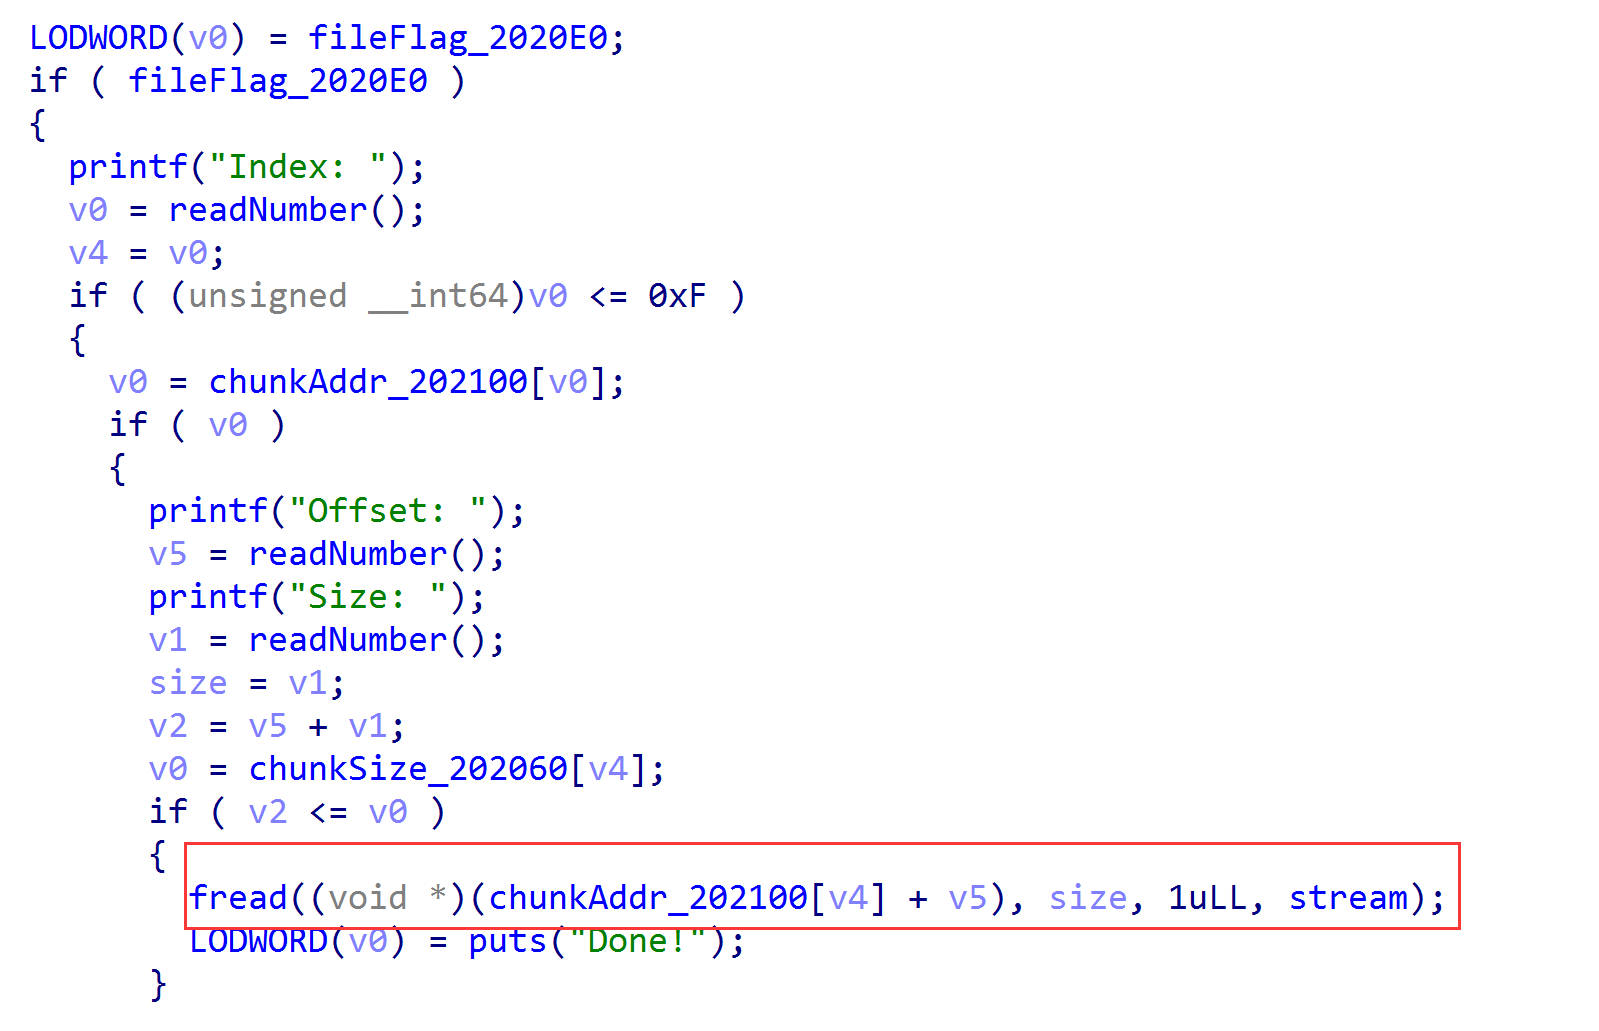 LODWORD(v0) = fileFlag_2020E0;
if ( fileFlag_2020E0 )
{
  printf("Index: ");
  v0 = readNumber();
  v4 = v0;
  if ( (unsigned __int64)v0 <= 0xF )
  {
    v0 = chunkAddr_202100[v0];
    if ( v0 )
    {
      printf("Offset: ");
      v5 = readNumber();
      printf("Size: ");
      v1 = readNumber();
      size = v1;
      v2 = v5 + v1;
      v0 = chunkSize_202060[v4];
      if ( v2 <= v0 )
      {
        fread((void *)(chunkAddr_202100[v4] + v5), size, 1uLL, stream);
        LODWORD(v0) = puts("Done!");
      }